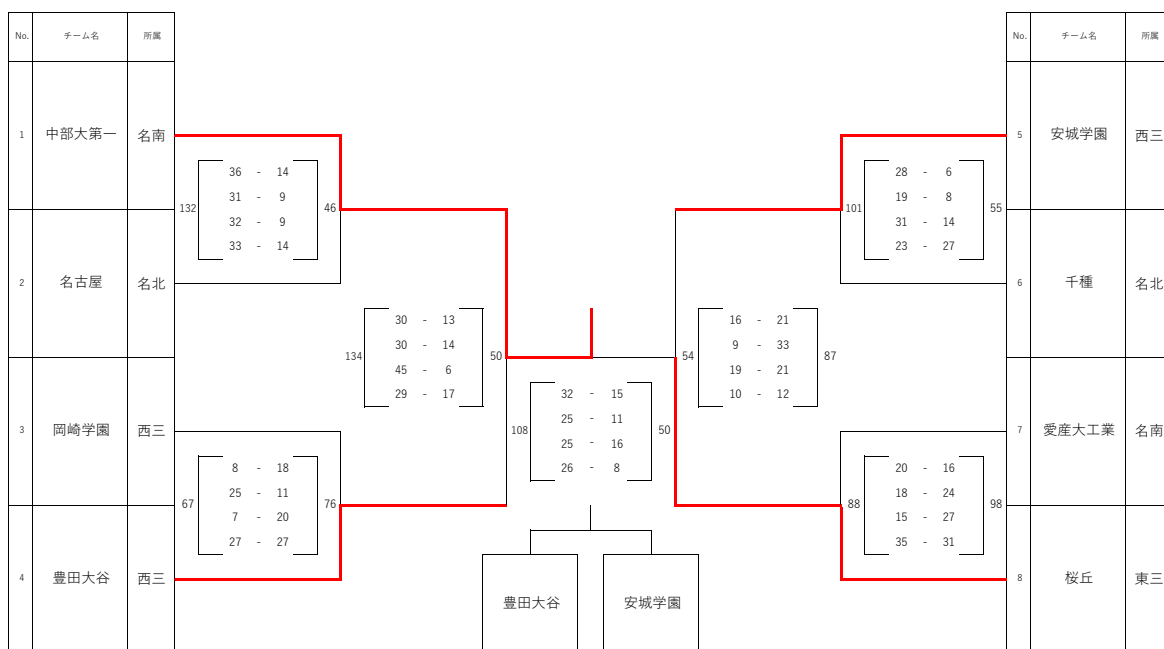 No. チーム名 所属
1 中部大第一 名南
2 名古屋 名北
3 岡崎学園 西三
4 豊田大谷 西三
132
36 - 14
31 - 9
32 - 9
33 - 14
46
67
8 - 18
25 - 11
7 - 20
27 - 27
76
134
30 - 13
30 - 14
45 - 6
29 - 17
50
108
32 - 15
25 - 11
25 - 16
26 - 8
50
54
16 - 21
9 - 33
19 - 21
10 - 12
87
101
28 - 6
19 - 8
31 - 14
23 - 27
55
88
20 - 16
18 - 24
15 - 27
35 - 31
98
No. チーム名 所属
5 安城学園 西三
6 千種 名北
7 愛産大工業 名南
8 桜丘 東三
豊田大谷 安城学園